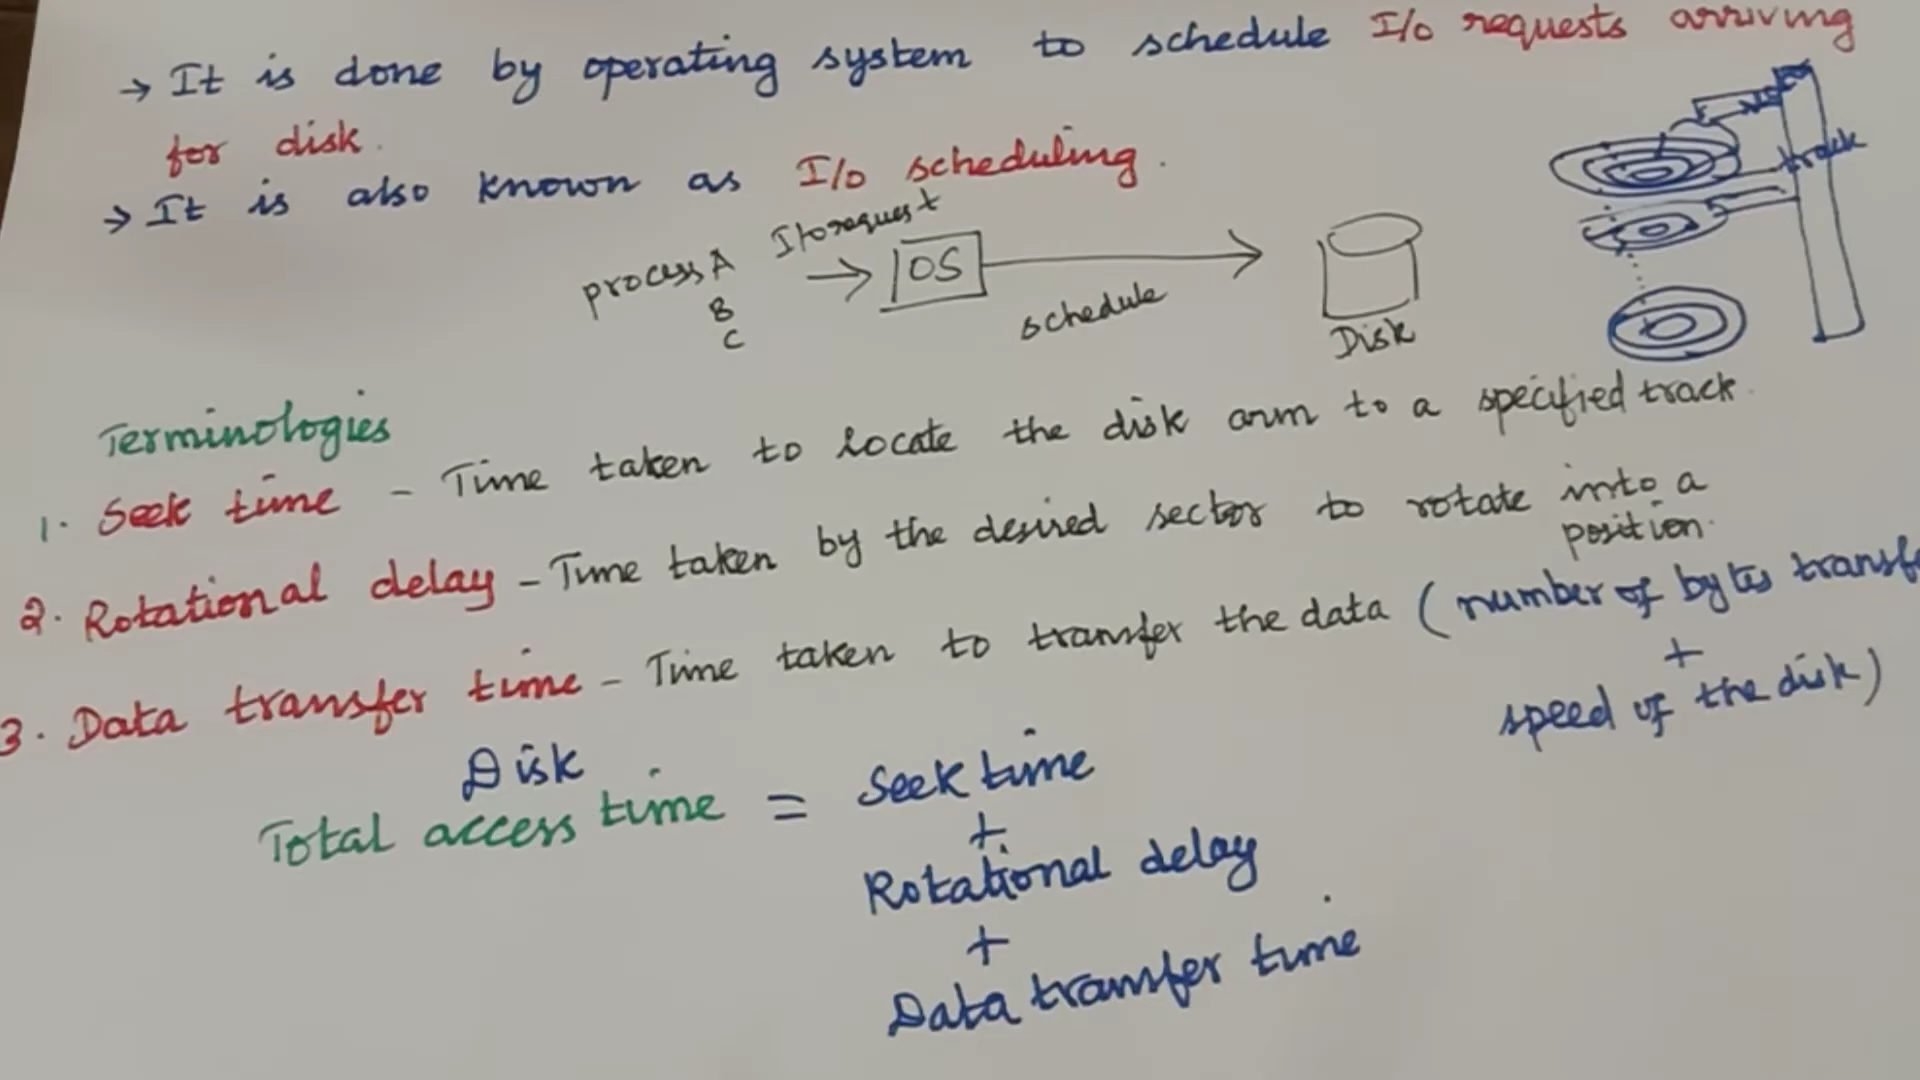 → It is done by operating system to schedule I/o requests arriving
for disk.
→ It is also known as I/o scheduling.
process A I/o request → OS → Disk
B
C
schedule
track
Terminologies
1. Seek time - Time taken to locate the disk arm to a specified track.
2. Rotational delay - Time taken by the desired sector to rotate into a
position.
3. Data transfer time - Time taken to transfer the data (number of bytes transfe
+
speed of the disk)
Disk
Total access time = Seek time
+
Rotational delay
+
Data transfer time